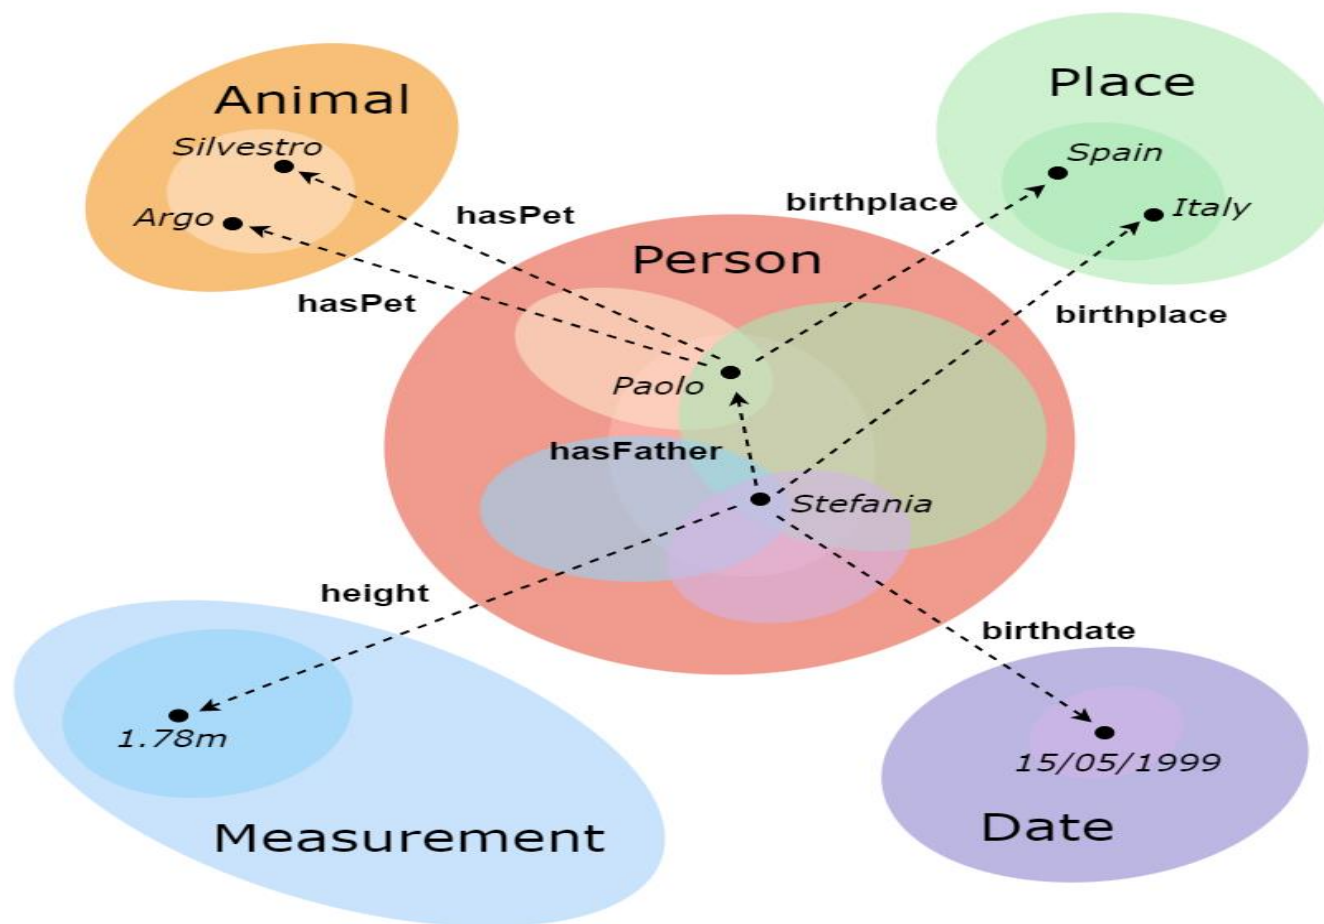 Animal
Place
Silvestro
Spain
Argo
Italy
hasPet
birthplace
Person
hasPet
birthplace
Paolo
hasFather
Stefania
height
birthdate
1.78m
15/05/1999
Measurement
Date